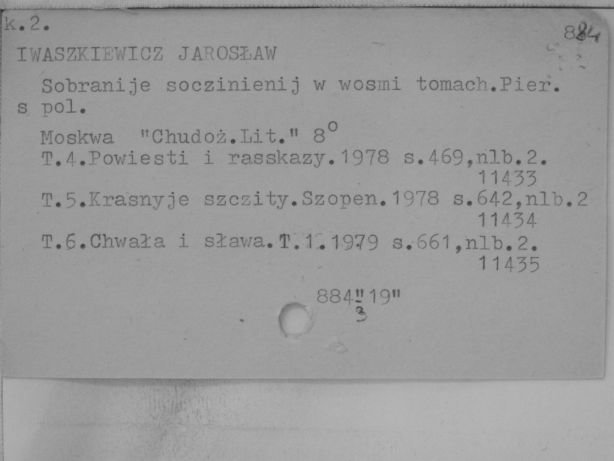 k.2.
884
IWASZKIEWICZ JAROSŁAW
Sobranije soczinienij w wosmi tomach.Pier.
s pol.
Moskwa "Chudoż.Lit." 8°
T.4.Powiesti i rasskazy.1978 s.469,nlb.2.
11433
T.5.Krasnyje szczity.Szopen.1978 s.642,nlb.2
11434
T.6.Chwała i sława.T.1.1979 s.661,nlb.2.
11435
884"19"
3